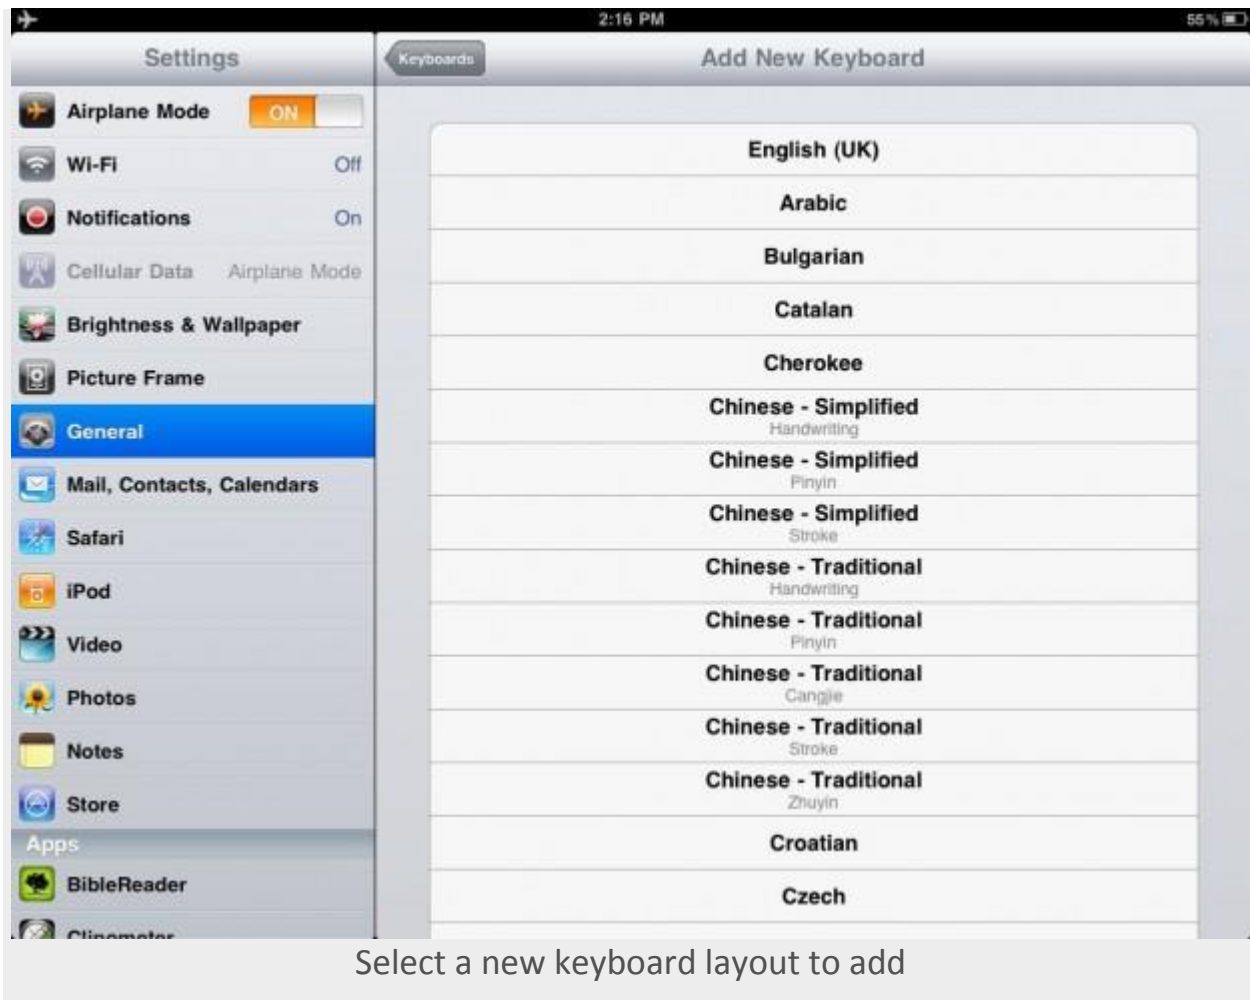 2:16 PM
55%
Settings
Keyboards
Add New Keyboard
Airplane Mode ON
Wi-Fi Off
Notifications On
Cellular Data Airplane Mode
Brightness & Wallpaper
Picture Frame
General
Mail, Contacts, Calendars
Safari
iPod
Video
Photos
Notes
Store
Apps
BibleReader
Clinometer
English (UK)
Arabic
Bulgarian
Catalan
Cherokee
Chinese - Simplified
Handwriting
Chinese - Simplified
Pinyin
Chinese - Simplified
Stroke
Chinese - Traditional
Handwriting
Chinese - Traditional
Pinyin
Chinese - Traditional
Cangjie
Chinese - Traditional
Stroke
Chinese - Traditional
Zhuyin
Croatian
Czech
Select a new keyboard layout to add